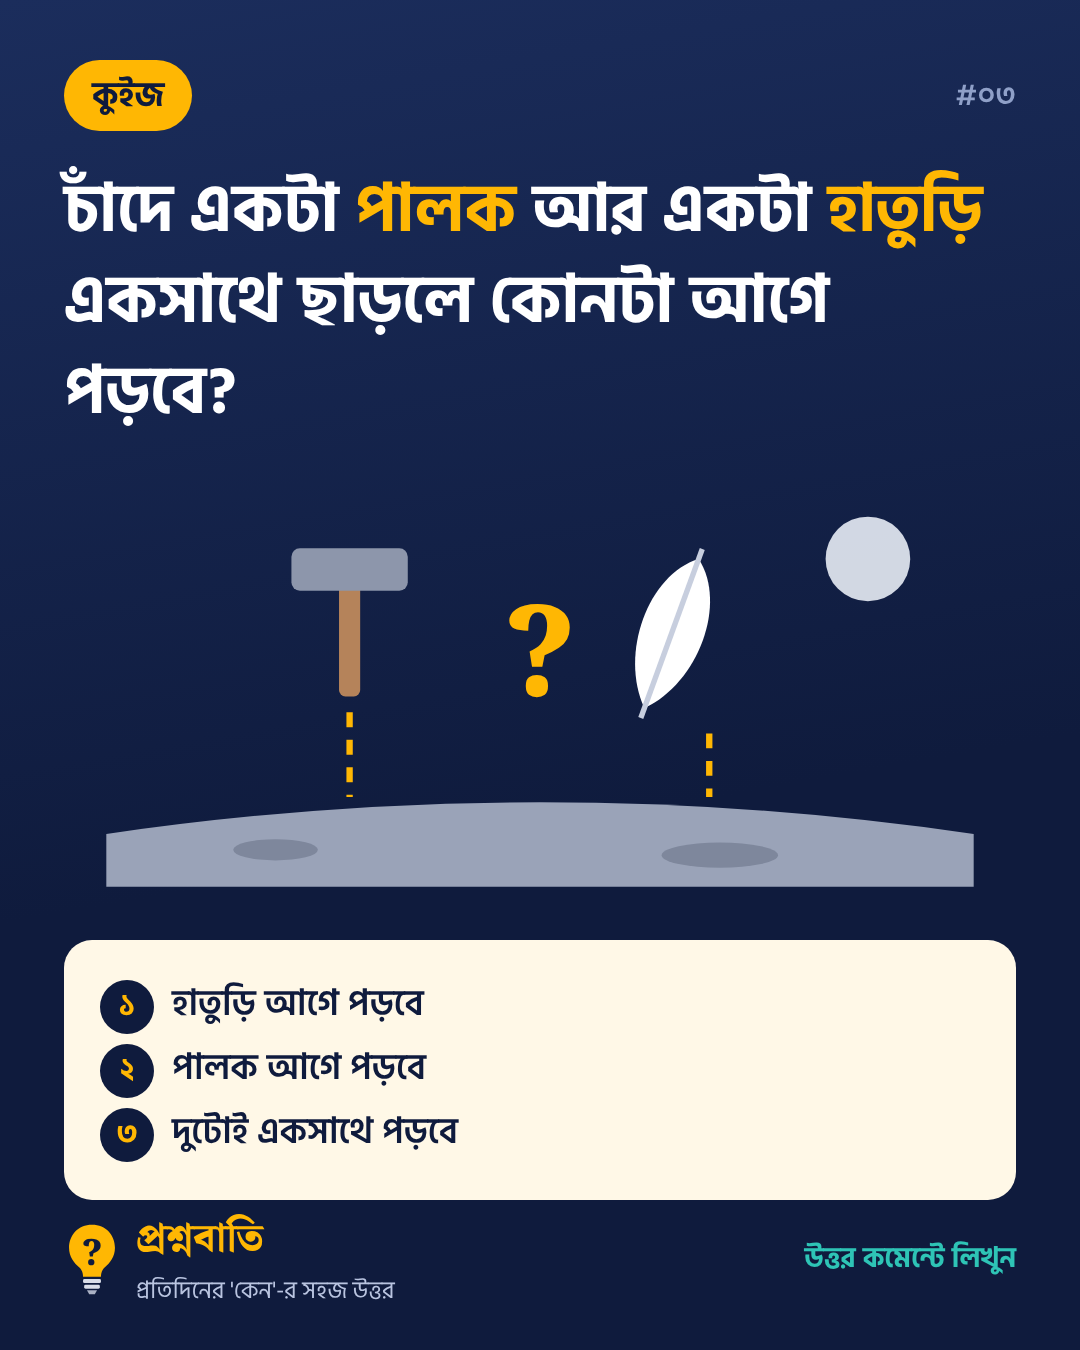 কুইজ
#০৩
চাঁদে একটা পালক আর একটা হাতুড়ি
একসাথে ছাড়লে কোনটা আগে
পড়বে?
?
১ হাতুড়ি আগে পড়বে
২ পালক আগে পড়বে
৩ দুটোই একসাথে পড়বে
?
প্রশ্নবাতি
প্রতিদিনের 'কেন'-র সহজ উত্তর
উত্তর কমেন্টে লিখুন